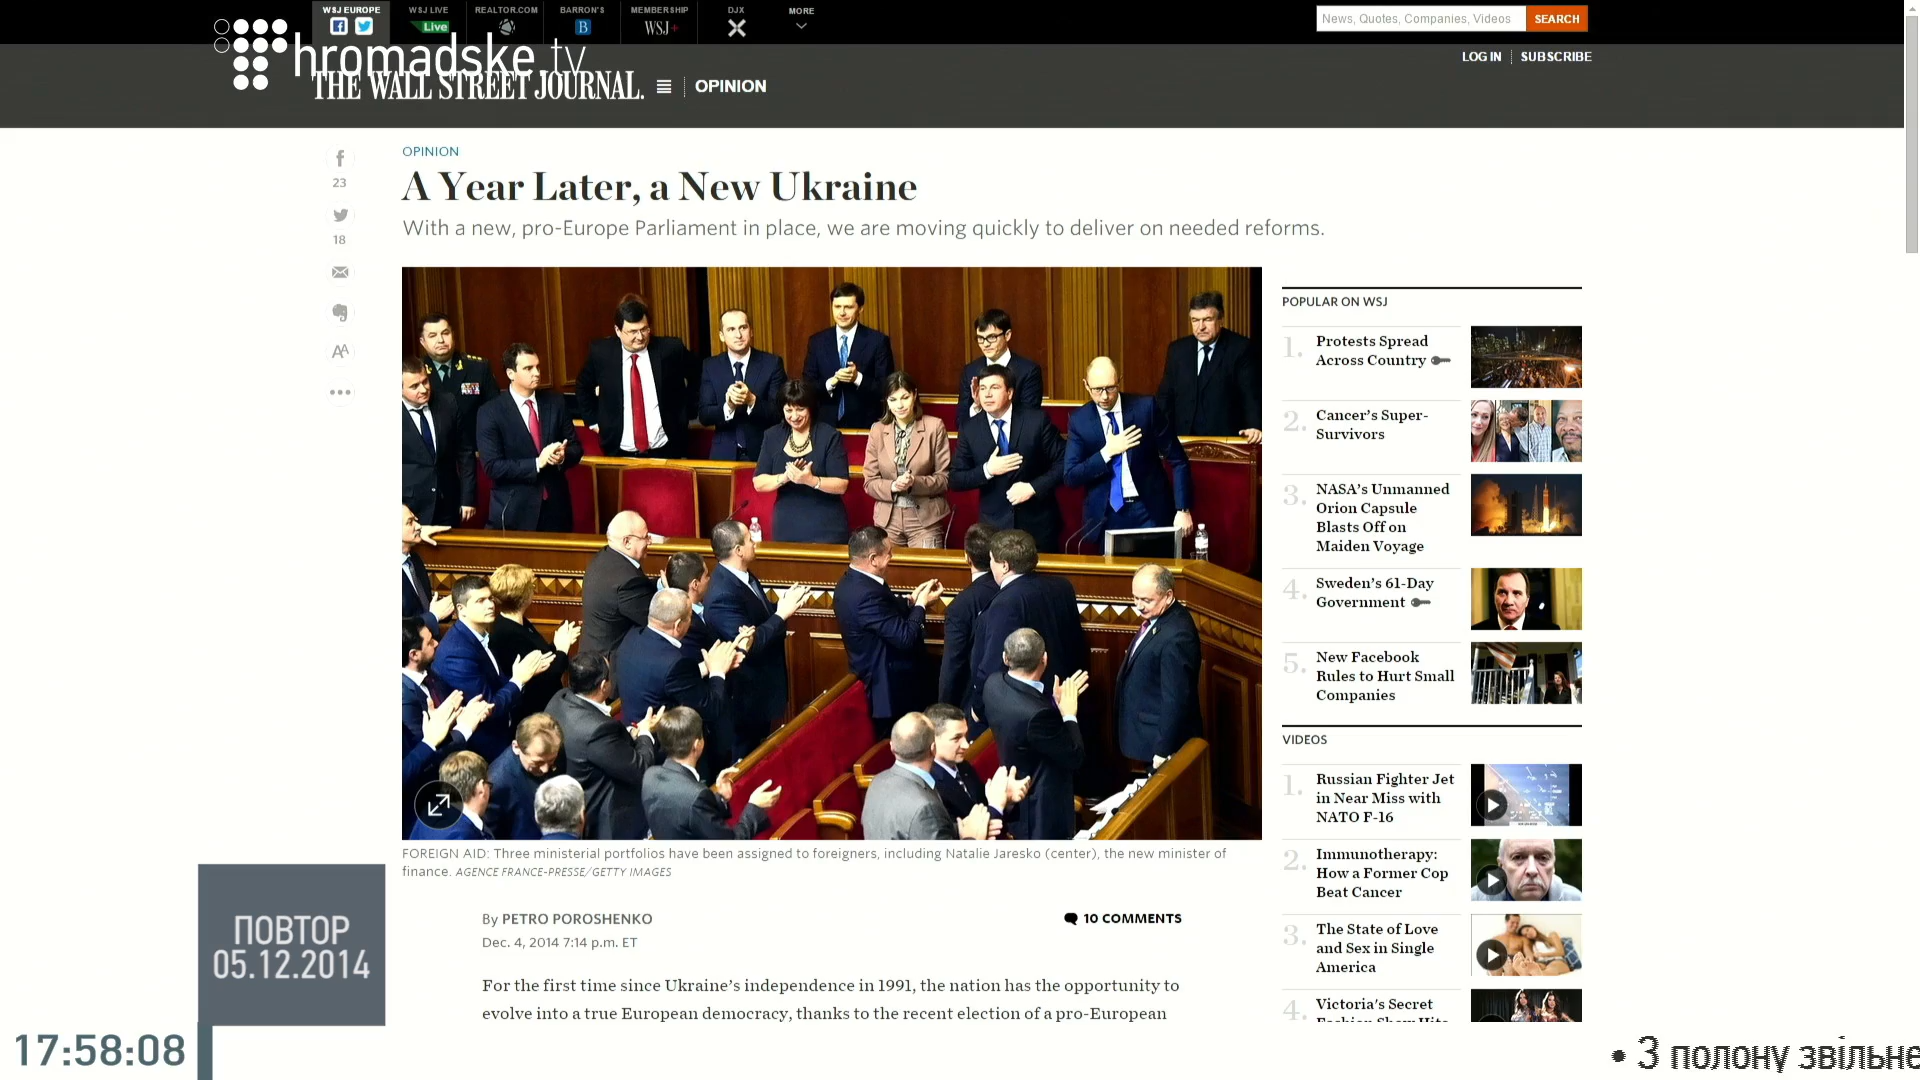 WSJ EUROPE
WSJ LIVE
REALTOR.COM
BARRON'S
MEMBERSHIP
DJX
MORE
Live
B
WSJ+
News, Quotes, Companies, Videos
SEARCH
hromadske.tv
LOG IN
SUBSCRIBE
THE WALL STREET JOURNAL.
OPINION
OPINION
A Year Later, a New Ukraine
With a new, pro-Europe Parliament in place, we are moving quickly to deliver on needed reforms.
23
18
AA
POPULAR ON WSJ
1. Protests Spread
Across Country
2. Cancer’s Super-
Survivors
3. NASA’s Unmanned
Orion Capsule
Blasts Off on
Maiden Voyage
4. Sweden’s 61-Day
Government
5. New Facebook
Rules to Hurt Small
Companies
VIDEOS
1. Russian Fighter Jet
in Near Miss with
NATO F-16
2. Immunotherapy:
How a Former Cop
Beat Cancer
3. The State of Love
and Sex in Single
America
4. Victoria's Secret
Fashion Show Hits
FOREIGN AID: Three ministerial portfolios have been assigned to foreigners, including Natalie Jaresko (center), the new minister of
finance. AGENCE FRANCE-PRESSE/GETTY IMAGES
By PETRO POROSHENKO
10 COMMENTS
Dec. 4, 2014 7:14 p.m. ET
For the first time since Ukraine’s independence in 1991, the nation has the opportunity to
evolve into a true European democracy, thanks to the recent election of a pro-European
ПОВТОР
05.12.2014
17:58:08
• З полону звільне